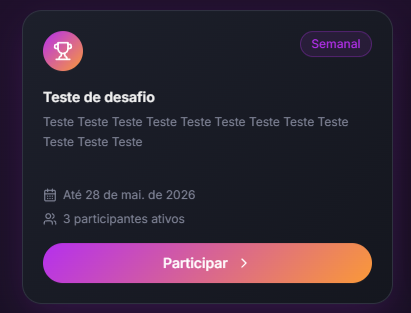 Semanal
Teste de desafio
Teste Teste Teste Teste Teste Teste Teste Teste Teste
Teste Teste Teste
Até 28 de mai. de 2026
3 participantes ativos
Participar